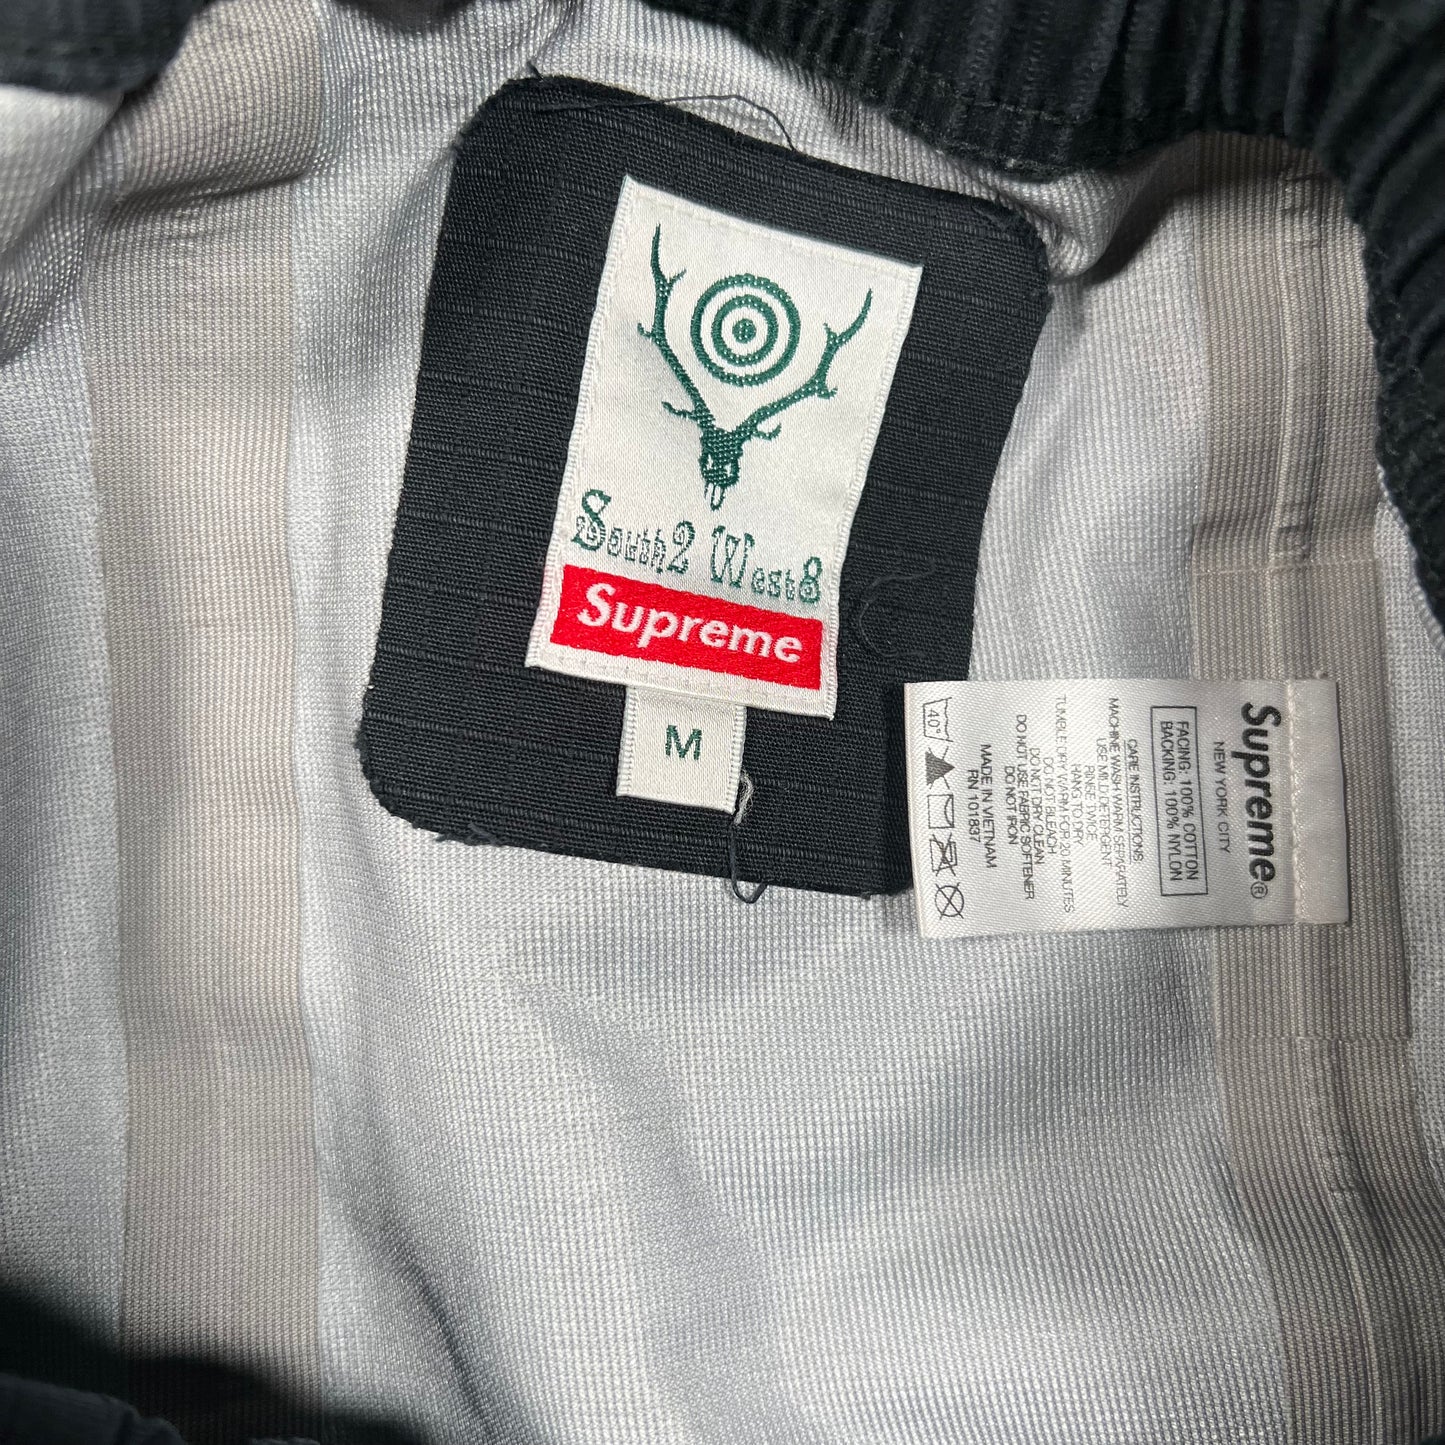 South2 West8
Supreme
M
Supreme®
NEW YORK CITY
FACING: 100% COTTON
BACKING: 100% NYLON
CARE INSTRUCTIONS:
MACHINE WASH WARM SEPARATELY
USE MILD DETERGENT
RINSE TWICE
HANG TO DRY
TUMBLE DRY WARM FOR 20 MINUTES
DO NOT BLEACH
DO NOT DRY CLEAN
DO NOT USE FABRIC SOFTENER
DO NOT IRON
MADE IN VIETNAM
RN 101837
40°